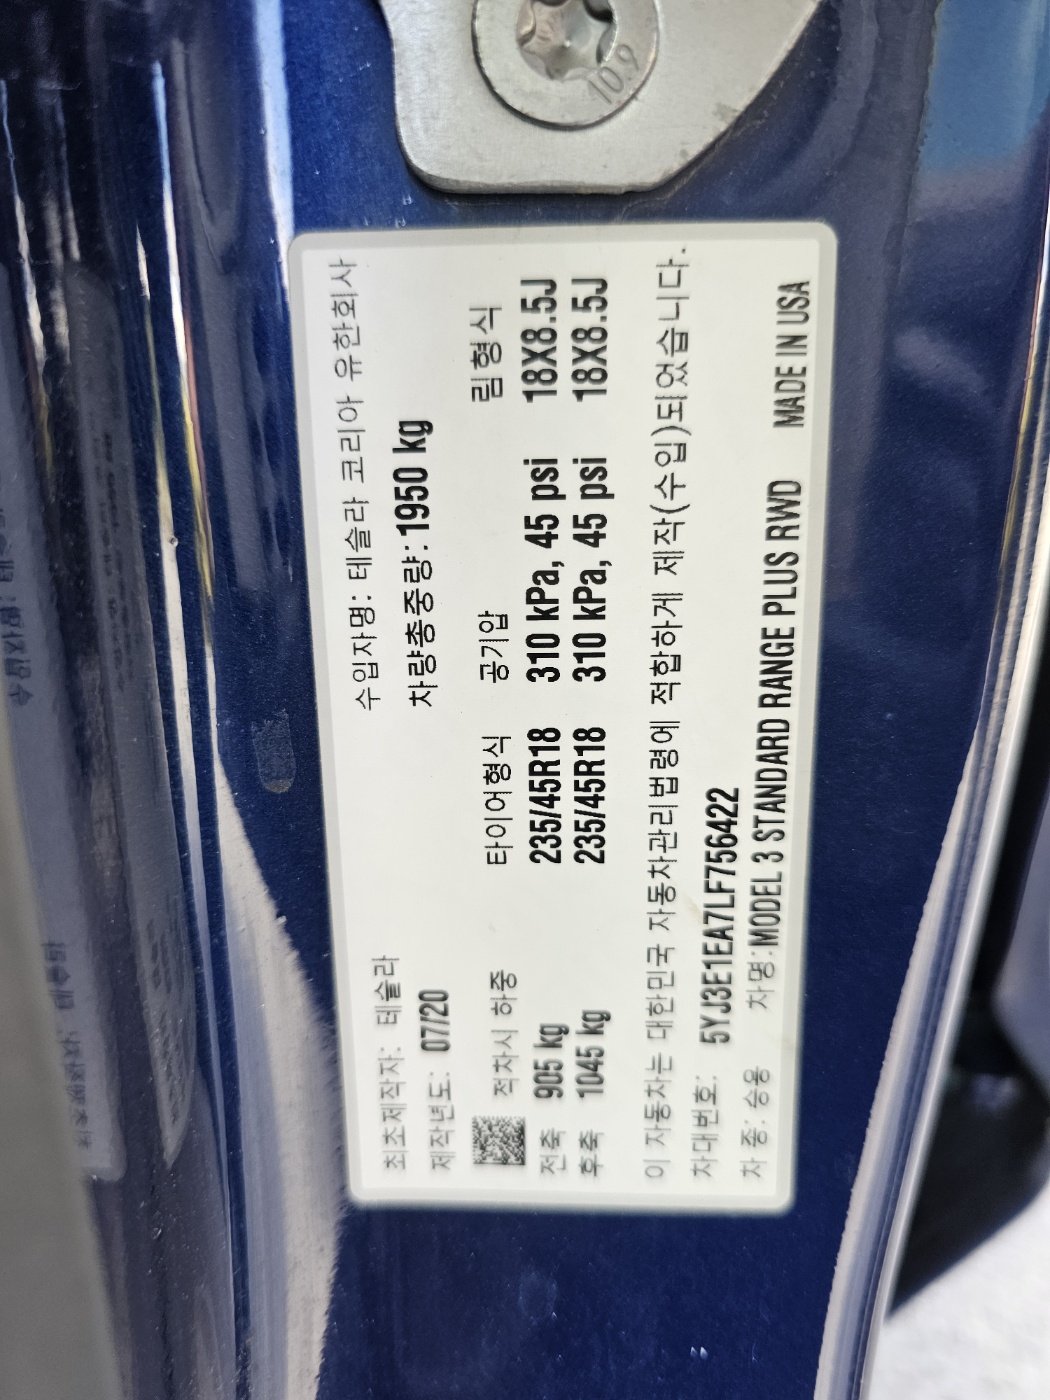 10.9
최초제작자: 테슬라 수입자명: 테슬라 코리아 유한회사
제작년도: 07/20 차량총중량: 1950 kg
적차시 하중 타이어형식 공기압 림형식
전축 905 kg 235/45R18 310 kPa, 45 psi 18X8.5J
후축 1045 kg 235/45R18 310 kPa, 45 psi 18X8.5J
이 자동차는 대한민국 자동차관리법령에 적합하게 제작(수입)되었습니다.
차대번호: 5YJ3E1EA7LF756422
차 종: 승용 차명: MODEL 3 STANDARD RANGE PLUS RWD MADE IN USA